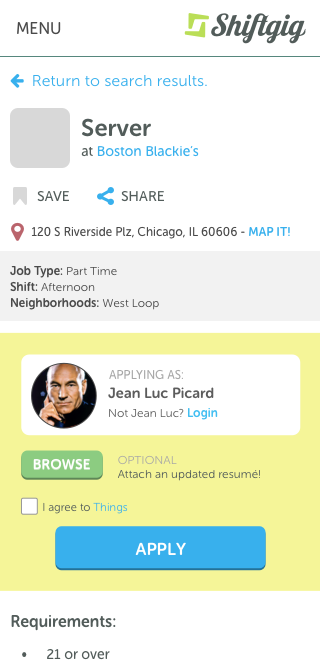 MENU
Shiftgig
Return to search results.
Server
at Boston Blackie's
SAVE
SHARE
120 S Riverside Plz, Chicago, IL 60606 - MAP IT!
Job Type: Part Time
Shift: Afternoon
Neighborhoods: West Loop
APPLYING AS:
Jean Luc Picard
Not Jean Luc? Login
BROWSE
OPTIONAL
Attach an updated resumé!
I agree to Things
APPLY
Requirements:
• 21 or over